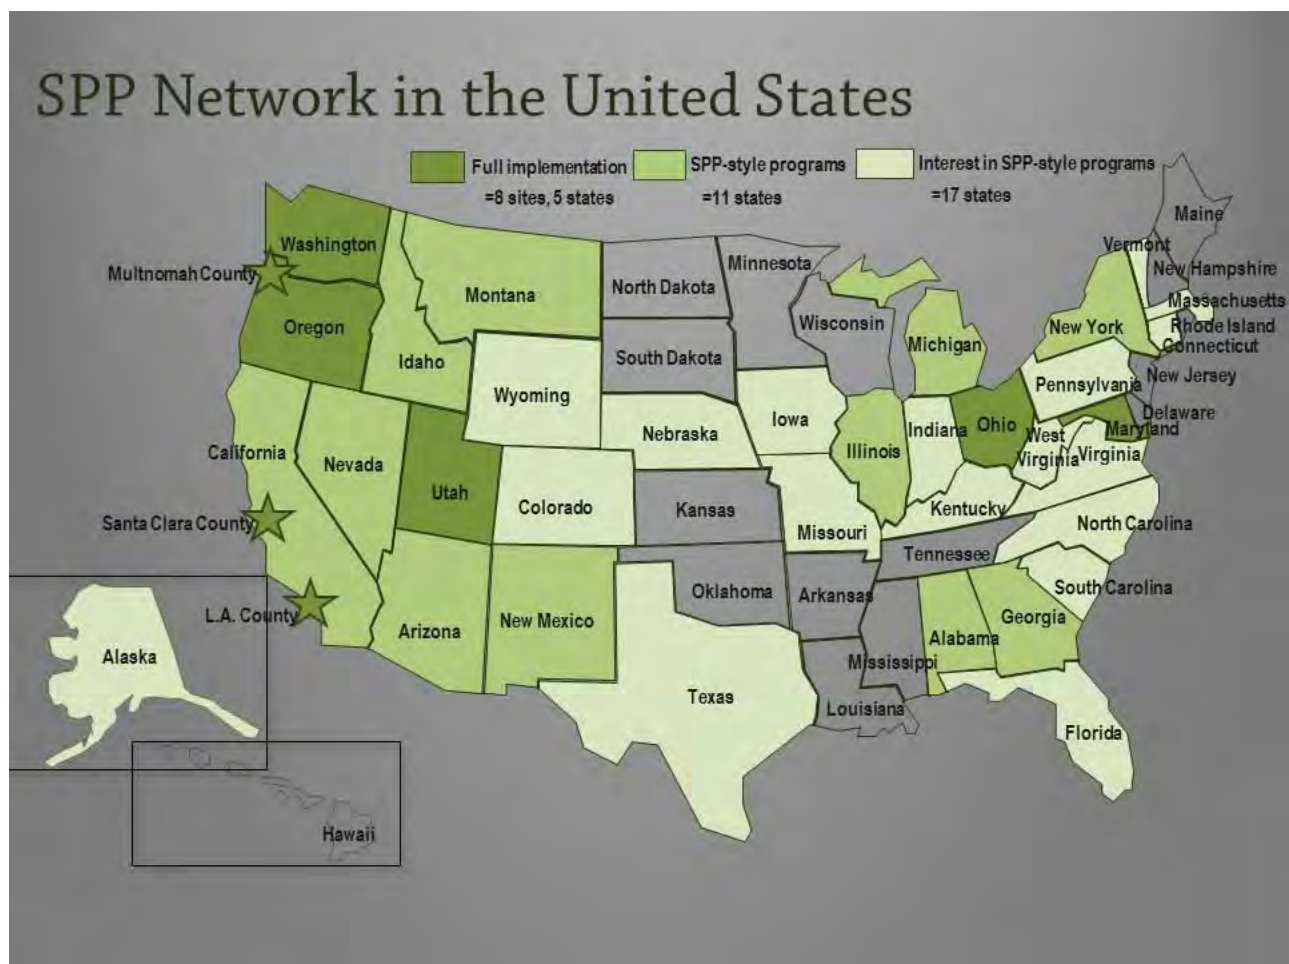 SPP Network in the United States
Full implementation
=8 sites, 5 states
SPP-style programs
=11 states
Interest in SPP-style programs
=17 states
Maine
Washington
Vermont
Multnomah County
Minnesota
New Hampshire
North Dakota
Montana
Massachusetts
Oregon
Wisconsin
New York
Rhode Island
Michigan
Connecticut
Idaho
South Dakota
Wyoming
Pennsylvania
New Jersey
Iowa
Delaware
Nebraska
Indiana
Ohio
West
Virginia
Maryland
California
Nevada
Illinois
Virginia
Utah
Colorado
Kansas
Kentucky
Santa Clara County
Missouri
North Carolina
Tennessee
Oklahoma
Arkansas
South Carolina
L.A. County
Arizona
New Mexico
Georgia
Alabama
Alaska
Mississippi
Texas
Louisiana
Florida
Hawaii